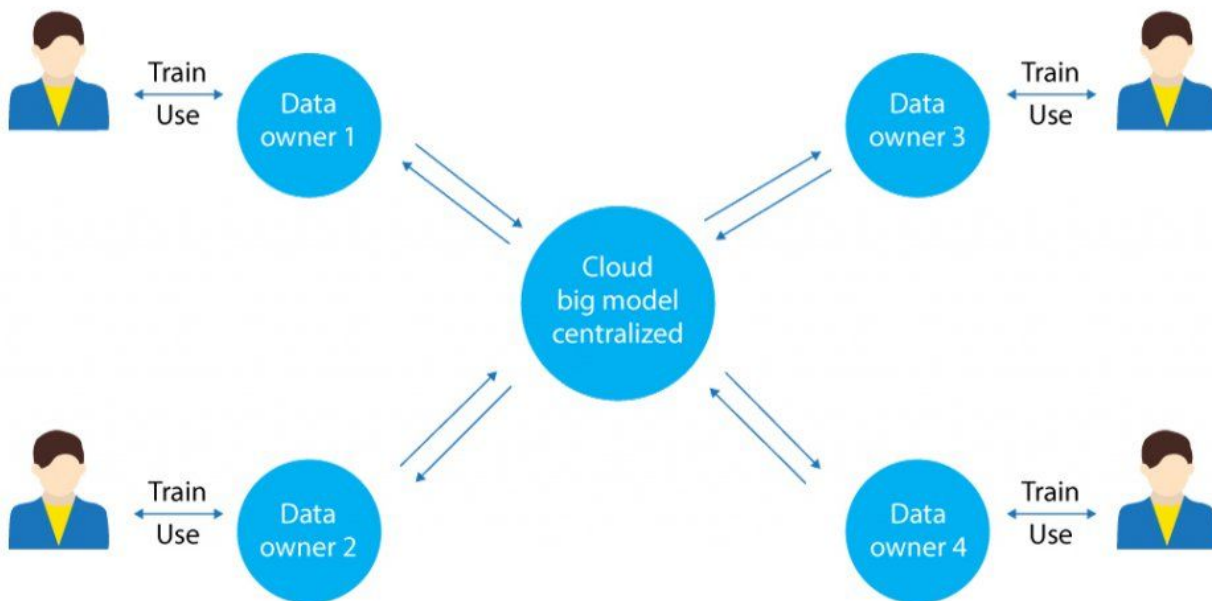 Train
Use
Data
owner 1
Data
owner 3
Train
Use
Cloud
big model
centralized
Train
Use
Data
owner 2
Data
owner 4
Train
Use